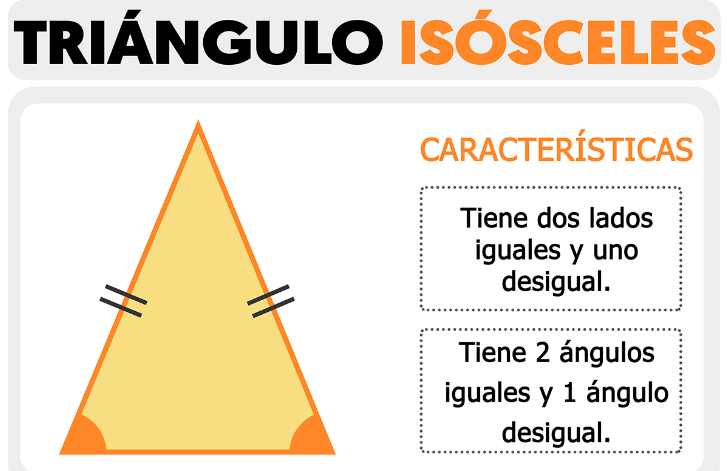 TRIÁNGULO ISÓSCELES
CARACTERÍSTICAS
Tiene dos lados
iguales y uno
desigual.
Tiene 2 ángulos
iguales y 1 ángulo
desigual.